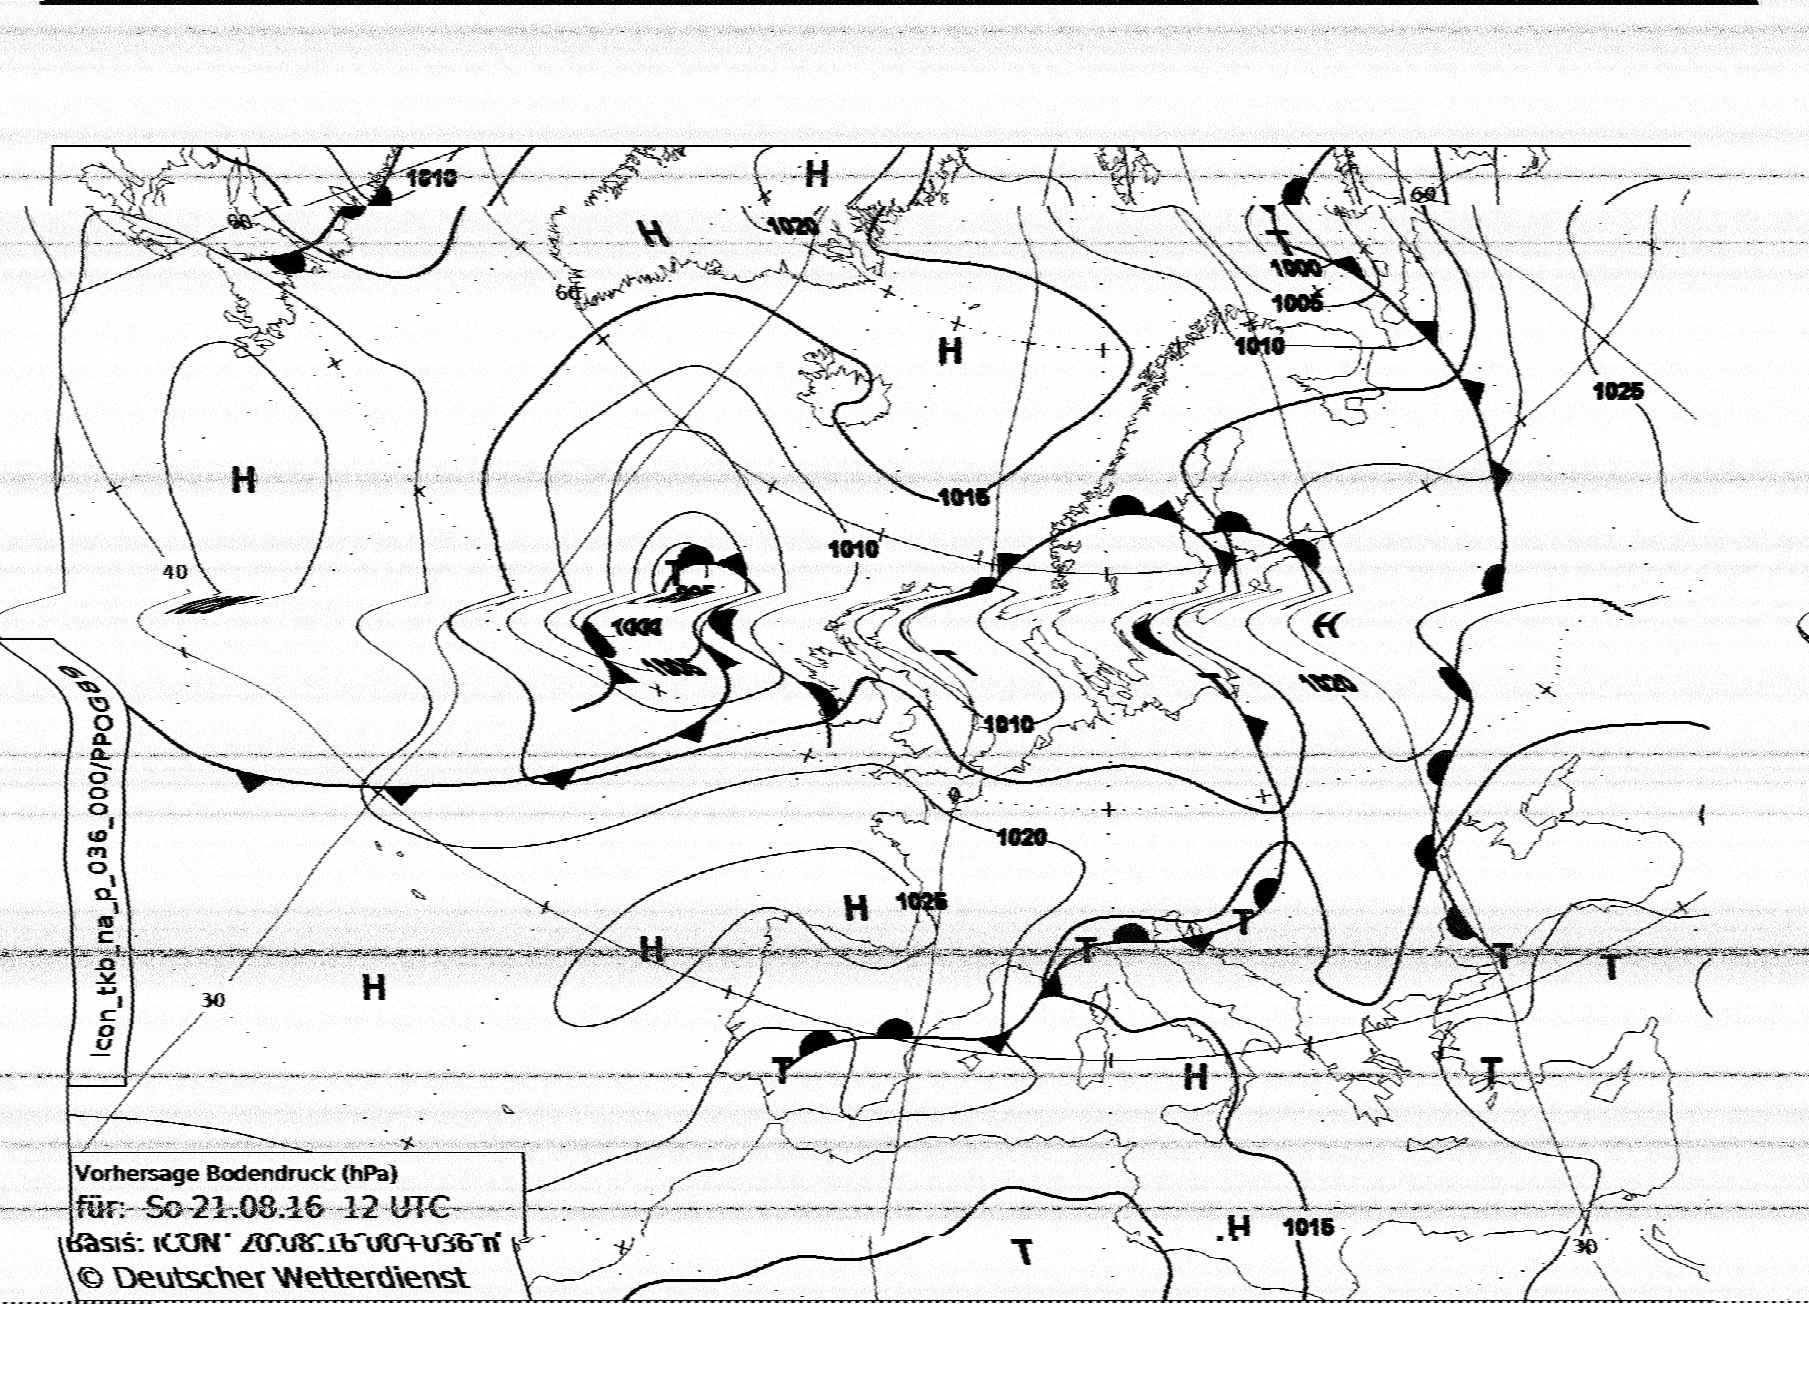 1010
H
60
H
1020
60
T
1000
60
1005
H
1010
1025
H
1015
1010
40
T
995
1000
H
T
1005
T
1020
1010
0
1020
H
1025
H
T
T
T
T
H
30
T
H
T
Icon_tkb_na_p_036_000/PPOG89
Vorhersage Bodendruck (hPa)
für: So 21.08.16 12 UTC
Basis: ICON 20.08.16 00+036 h
© Deutscher Wetterdienst
T
H
1015
30